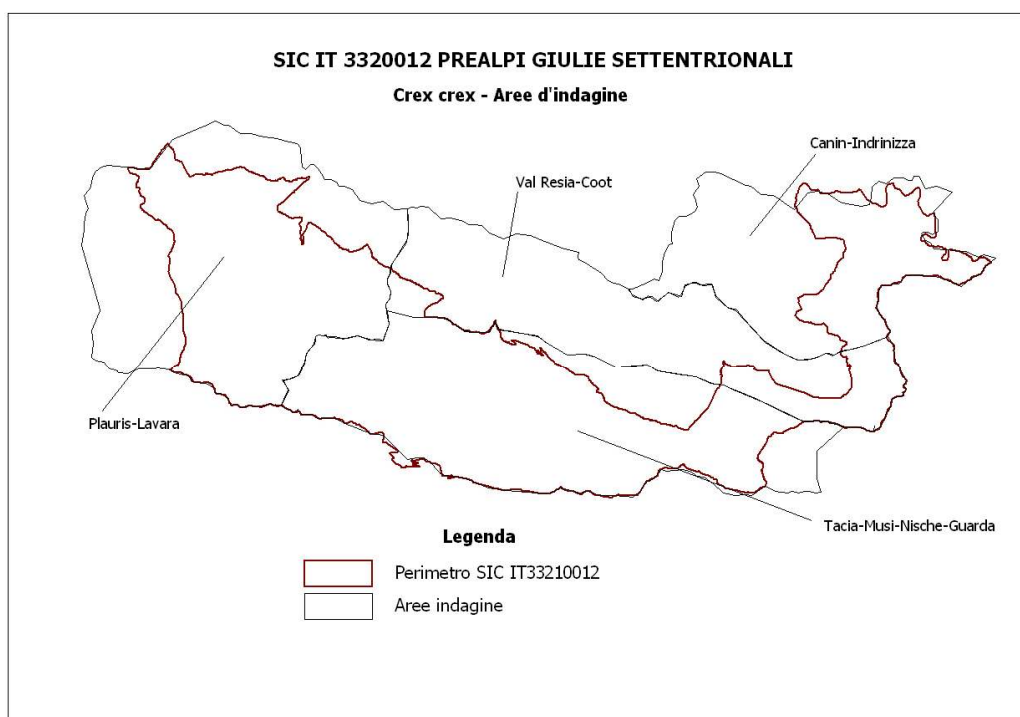 SIC IT 3320012 PREALPI GIULIE SETTENTRIONALI
Crex crex - Aree d'indagine
Canin-Indrinizza
Val Resia-Coot
Plauris-Lavara
Tacia-Musi-Nische-Guarda
Legenda
Perimetro SIC IT33210012
Aree indagine